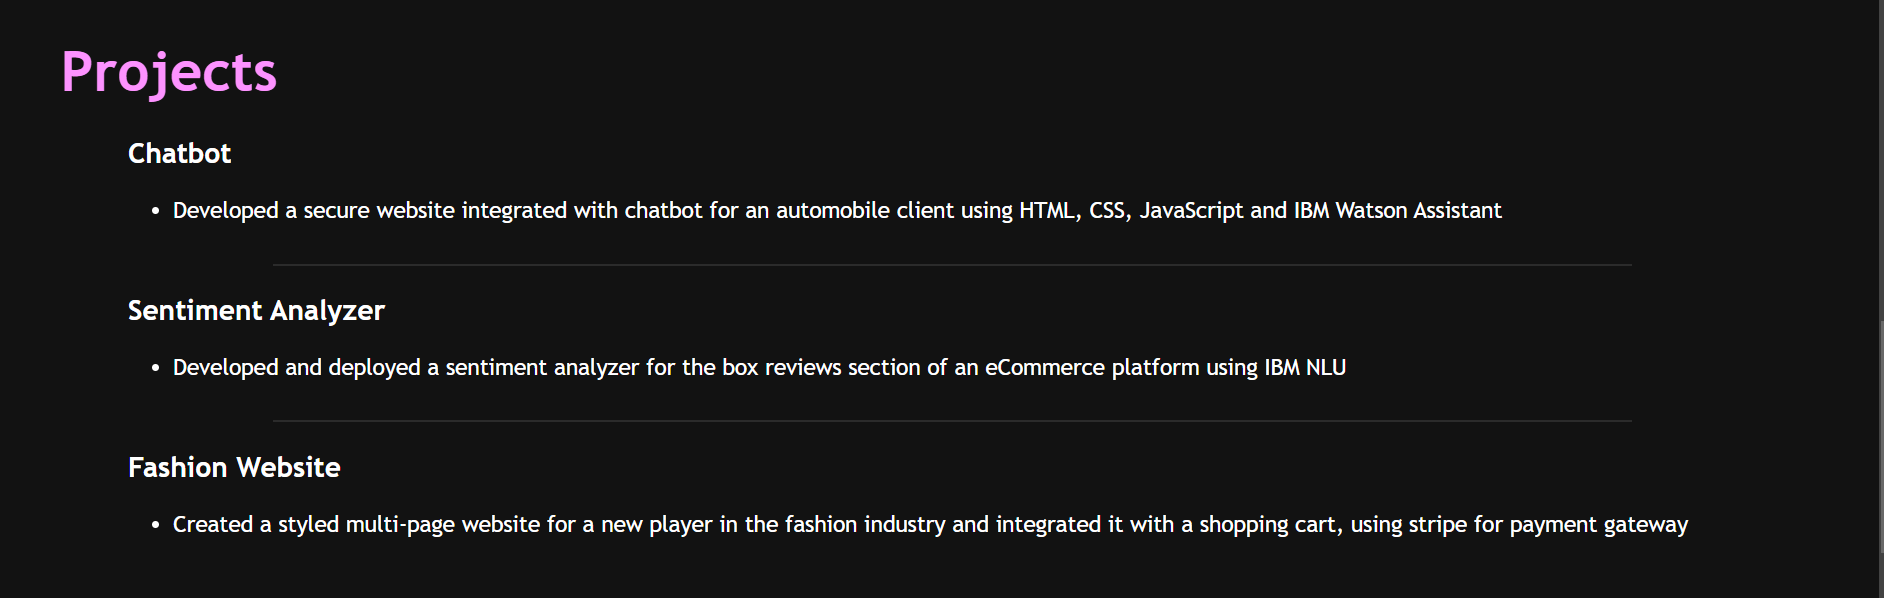 Projects
Chatbot
• Developed a secure website integrated with chatbot for an automobile client using HTML, CSS, JavaScript and IBM Watson Assistant
Sentiment Analyzer
• Developed and deployed a sentiment analyzer for the box reviews section of an eCommerce platform using IBM NLU
Fashion Website
• Created a styled multi-page website for a new player in the fashion industry and integrated it with a shopping cart, using stripe for payment gateway